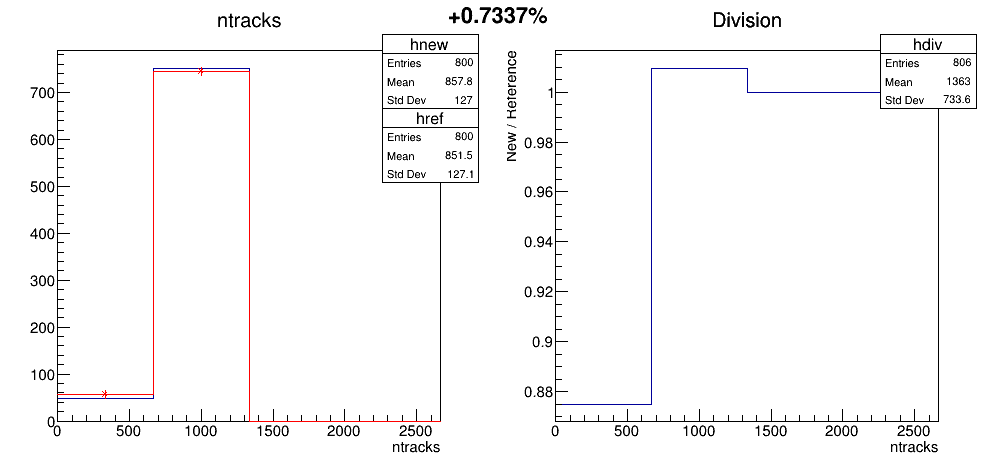 +0.7337%
ntracks
hnew
Entries 800
Mean 857.8
Std Dev 127
href
Entries 800
Mean 851.5
Std Dev 127.1
700
600
500
400
300
200
100
0
0 500 1000 1500 2000 2500
ntracks
Division
hdiv
Entries 806
Mean 1363
Std Dev 733.6
New / Reference
1
0.98
0.96
0.94
0.92
0.9
0.88
0 500 1000 1500 2000 2500
ntracks